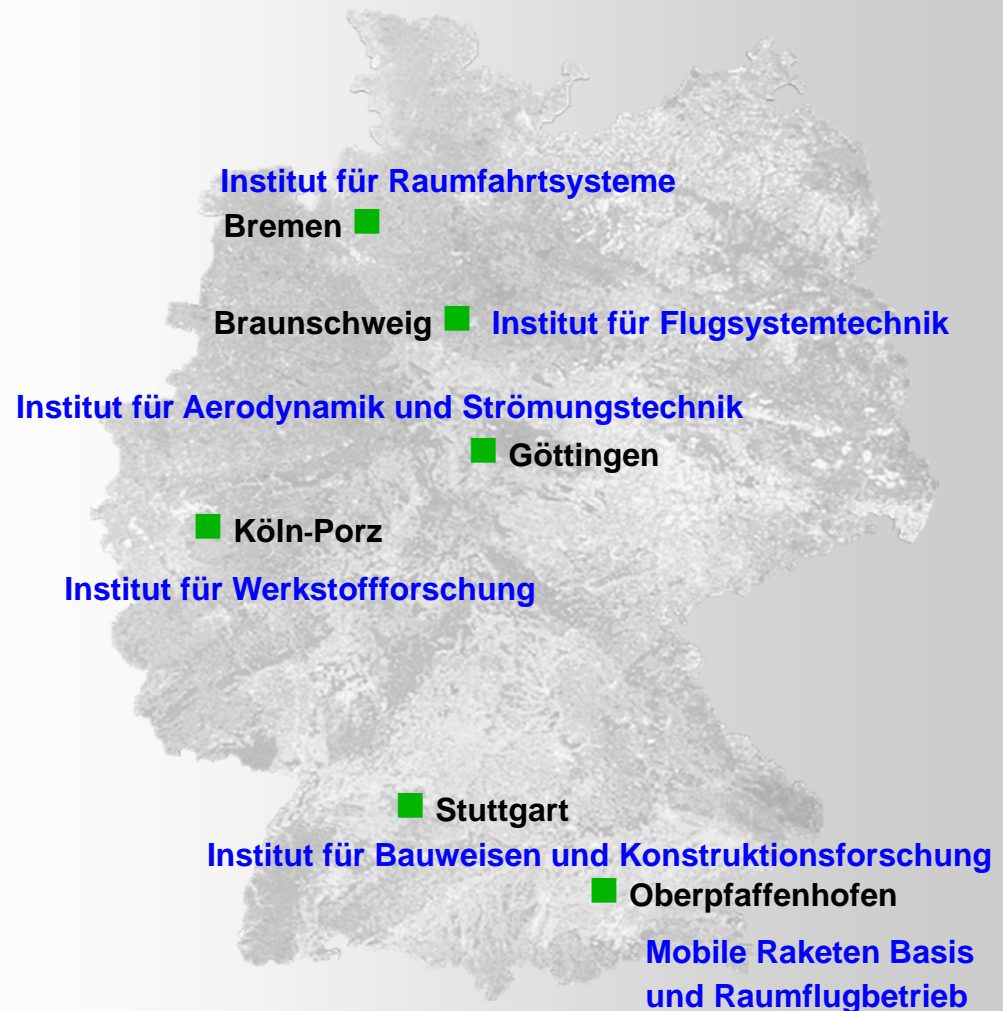 Institut für Raumfahrtsysteme
Bremen
Braunschweig Institut für Flugsystemtechnik
Institut für Aerodynamik und Strömungstechnik
Göttingen
Köln-Porz
Institut für Werkstoffforschung
Stuttgart
Institut für Bauweisen und Konstruktionsforschung
Oberpfaffenhofen
Mobile Raketen Basis
und Raumflugbetrieb